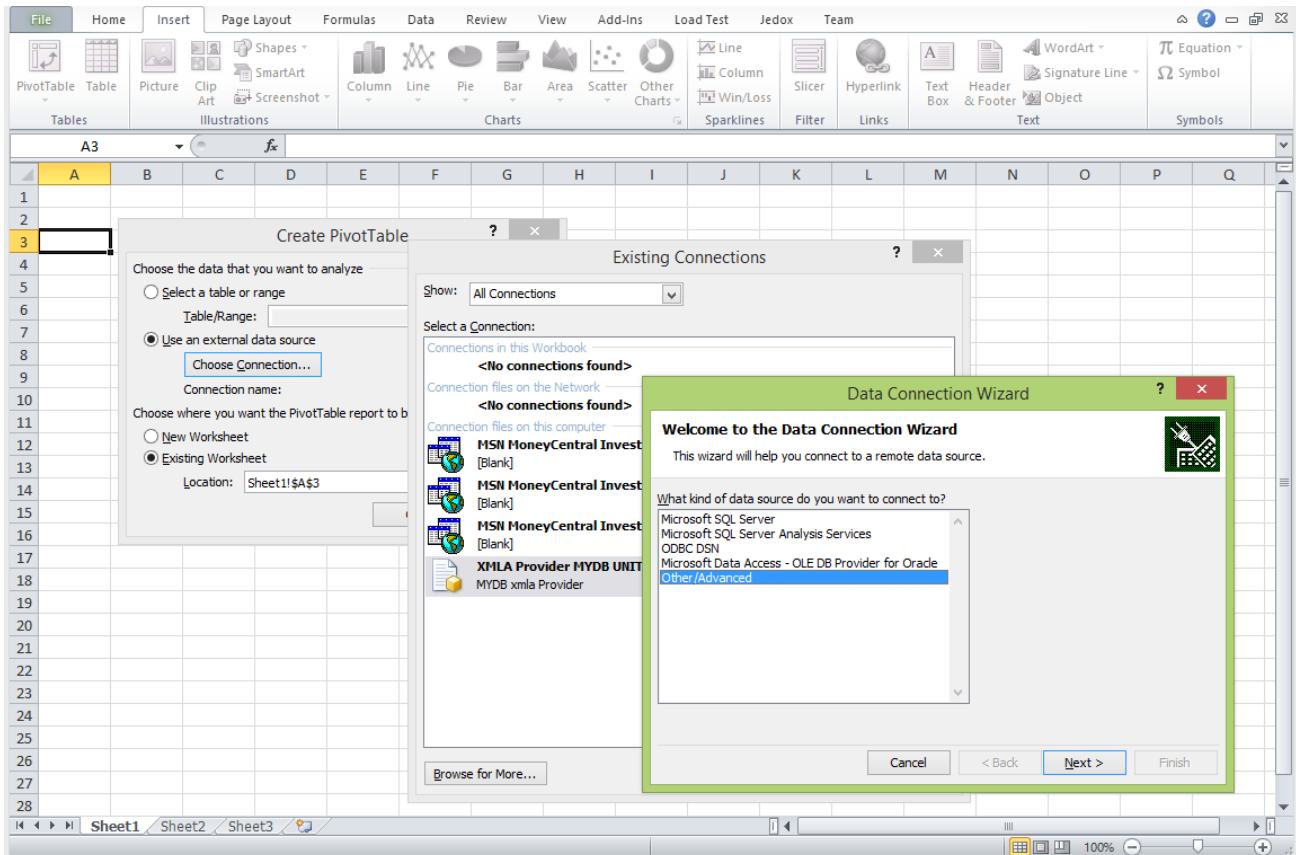 File Home Insert Page Layout Formulas Data Review View Add-Ins Load Test Jedox Team
PivotTable Table Picture Clip Art Shapes SmartArt Screenshot Column Line Pie Bar Area Scatter Other Charts Line Column Win/Loss Slicer Hyperlink Text Box Header & Footer WordArt Signature Line Object π Equation Ω Symbol
Tables Illustrations Charts Sparklines Filter Links Text Symbols
A3 fx
A B C D E F G H I J K L M N O P Q
1
2
3
4
5
6
7
8
9
10
11
12
13
14
15
16
17
18
19
20
21
22
23
24
25
26
27
28
Create PivotTable ?
Choose the data that you want to analyze
Select a table or range
Table/Range:
Use an external data source
Choose Connection...
Connection name:
Choose where you want the PivotTable report to b
New Worksheet
Existing Worksheet
Location: Sheet1!$A$3
Existing Connections ?
Show: All Connections
Select a Connection:
Connections in this Workbook
<No connections found>
Connection files on the Network
<No connections found>
Connection files on this computer
MSN MoneyCentral Invest
[Blank]
MSN MoneyCentral Invest
[Blank]
MSN MoneyCentral Invest
[Blank]
XMLA Provider MYDB UNIT
MYDB xmla Provider
Browse for More...
Data Connection Wizard ?
Welcome to the Data Connection Wizard
This wizard will help you connect to a remote data source.
What kind of data source do you want to connect to?
Microsoft SQL Server
Microsoft SQL Server Analysis Services
ODBC DSN
Microsoft Data Access - OLE DB Provider for Oracle
Other/Advanced
Cancel < Back Next > Finish
Sheet1 Sheet2 Sheet3
100%